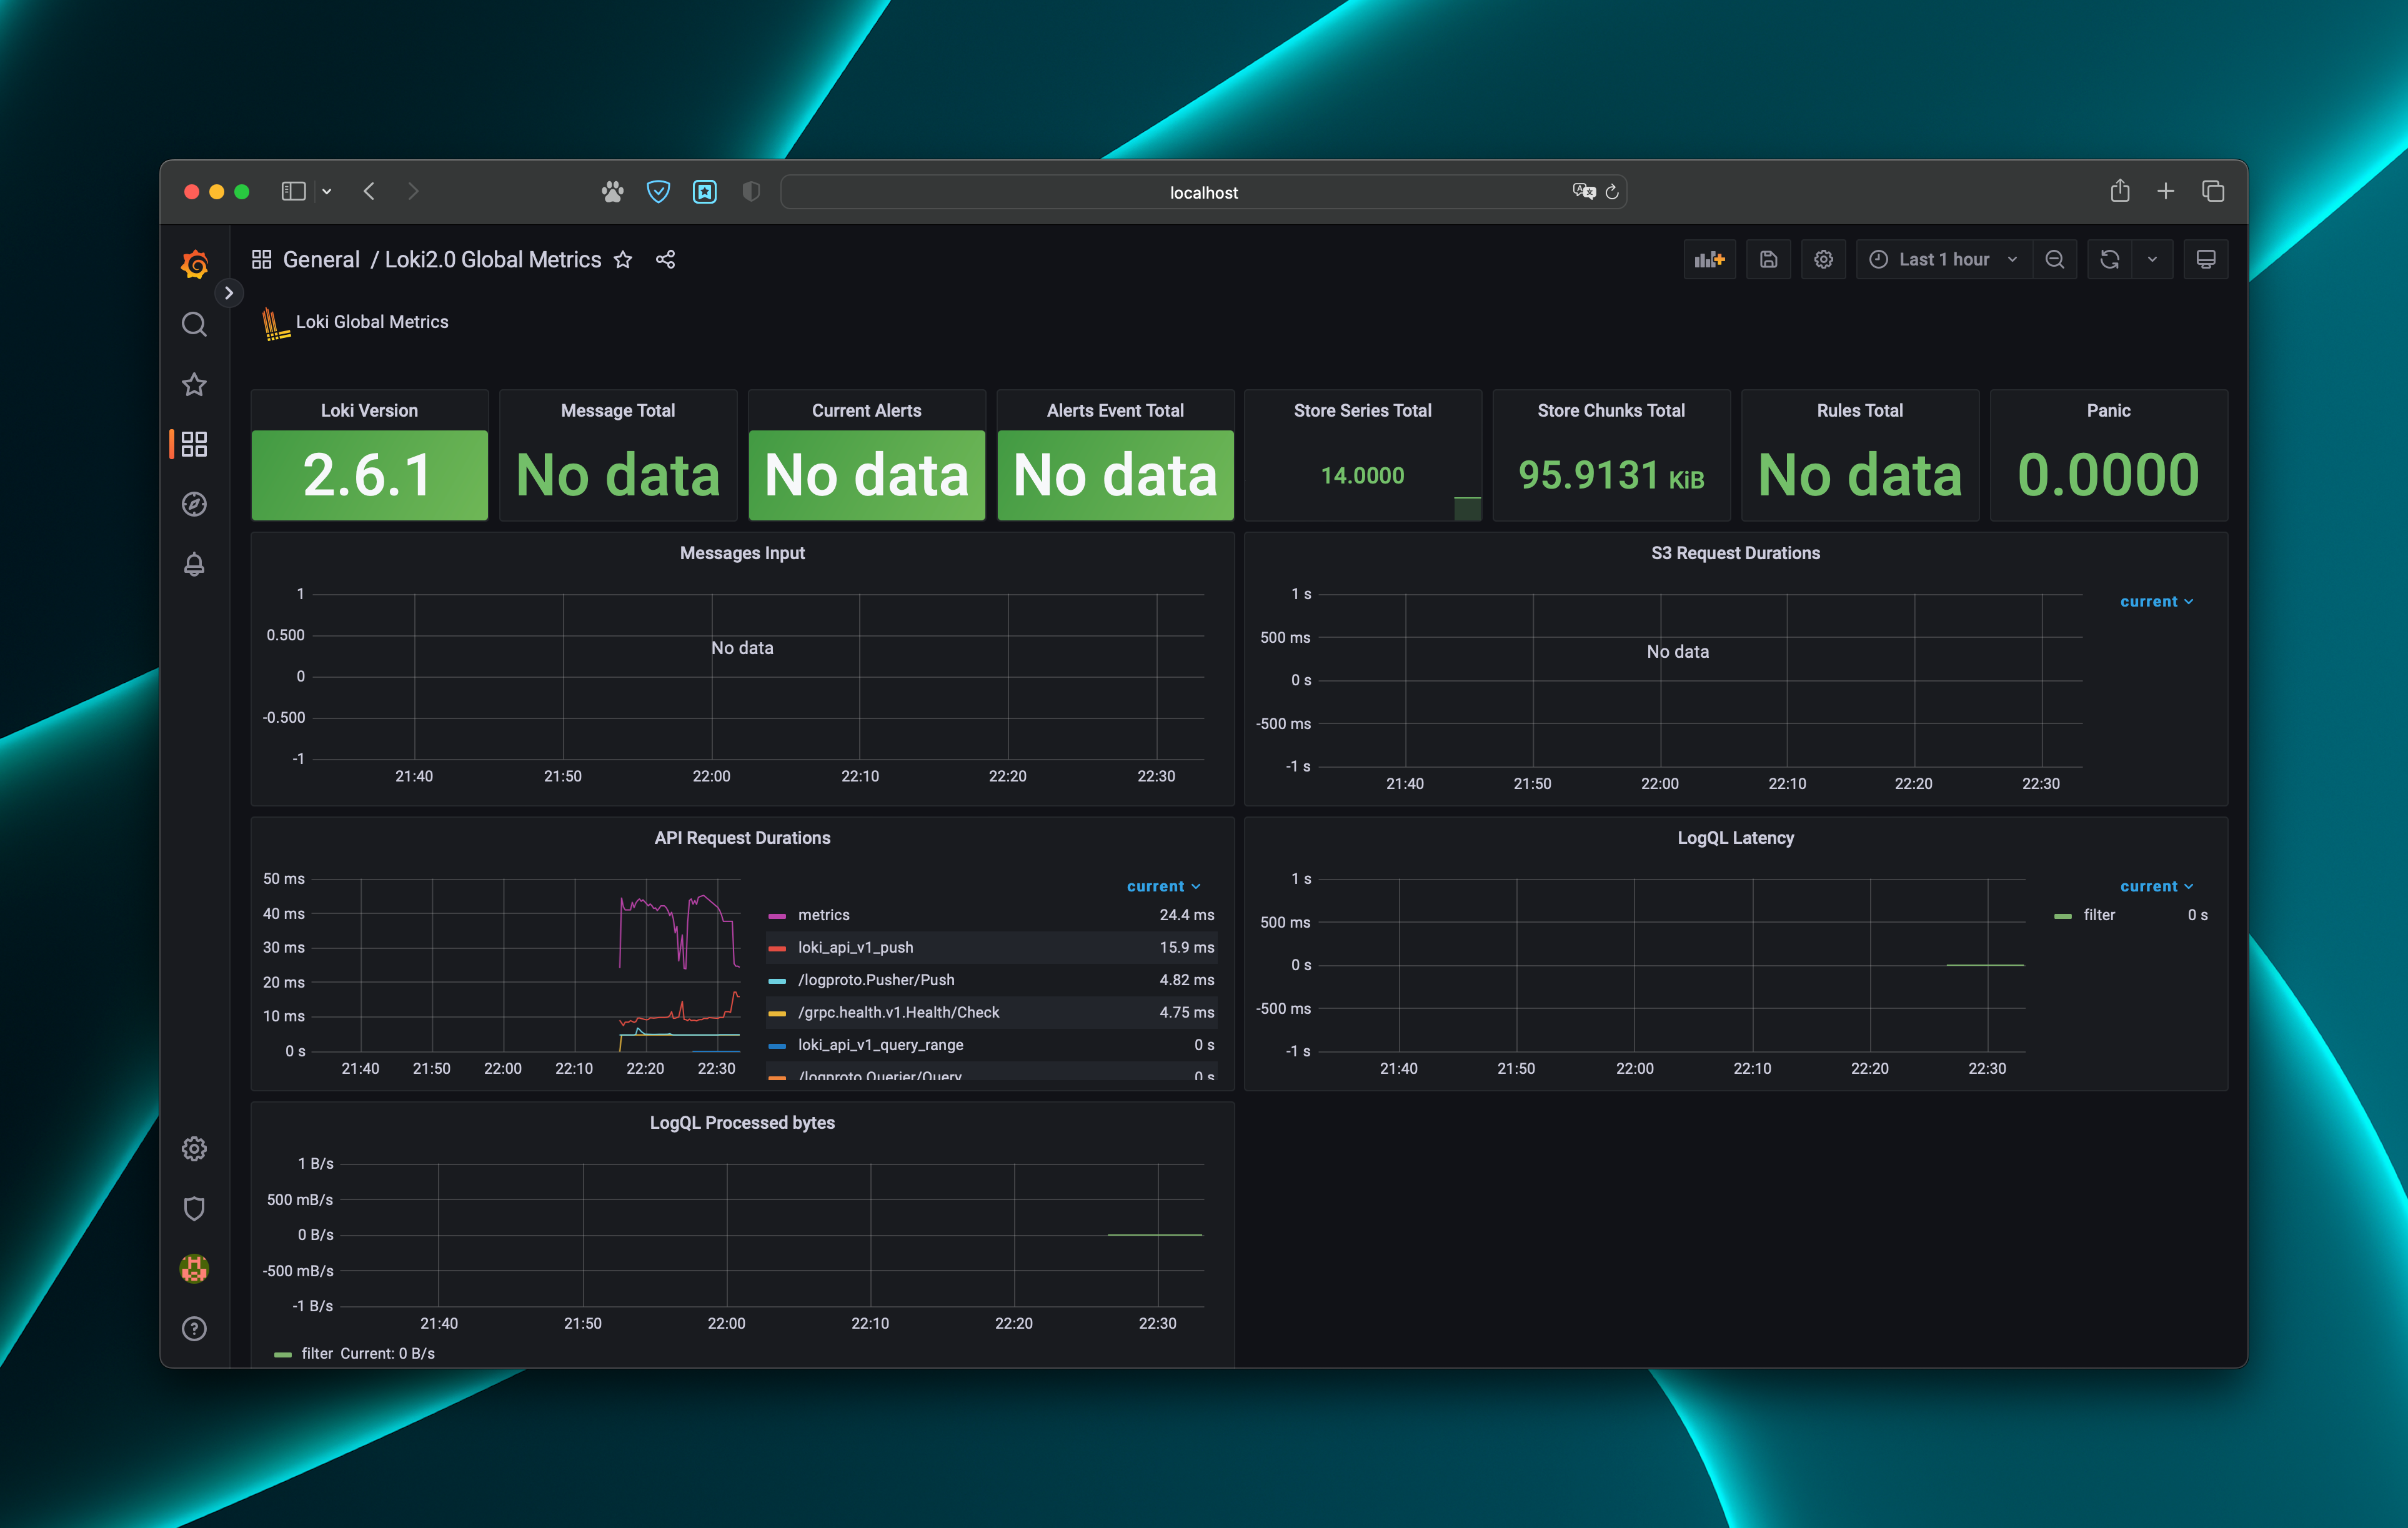 localhost
General / Loki2.0 Global Metrics
Last 1 hour
Loki Global Metrics
Loki Version
2.6.1
Message Total
No data
Current Alerts
No data
Alerts Event Total
No data
Store Series Total
14.0000
Store Chunks Total
95.9131 KiB
Rules Total
No data
Panic
0.0000
Messages Input
1
0.500
0
-0.500
-1
No data
21:40 21:50 22:00 22:10 22:20 22:30
S3 Request Durations
1 s
500 ms
0 s
-500 ms
-1 s
No data
current
21:40 21:50 22:00 22:10 22:20 22:30
API Request Durations
50 ms
40 ms
30 ms
20 ms
10 ms
0 s
21:40 21:50 22:00 22:10 22:20 22:30
current
metrics 24.4 ms
loki_api_v1_push 15.9 ms
/logproto.Pusher/Push 4.82 ms
/grpc.health.v1.Health/Check 4.75 ms
loki_api_v1_query_range 0 s
/logproto.Querier/Query 0 s
LogQL Latency
1 s
500 ms
0 s
-500 ms
-1 s
21:40 21:50 22:00 22:10 22:20 22:30
current
filter 0 s
LogQL Processed bytes
1 B/s
500 mB/s
0 B/s
-500 mB/s
-1 B/s
21:40 21:50 22:00 22:10 22:20 22:30
filter Current: 0 B/s